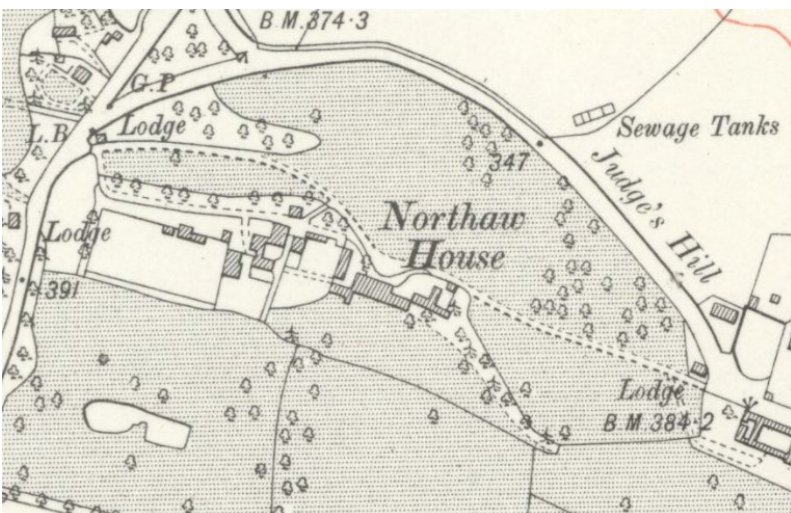 B.M.374·3
G.P
L.B
Lodge
Sewage Tanks
347
Judge's Hill
Northaw
House
Lodge
391
Lodge
B.M.384·2